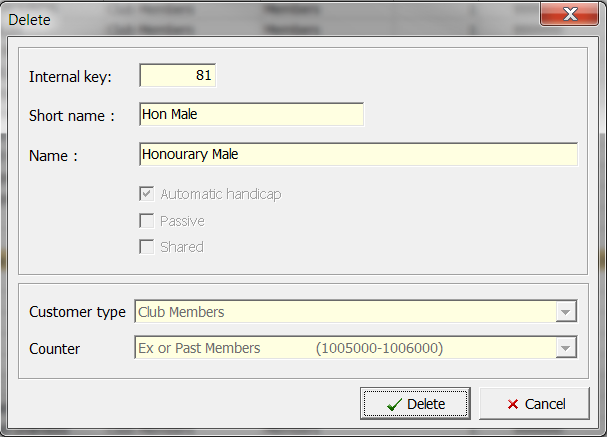 Delete
Internal key: 81
Short name : Hon Male
Name : Honourary Male
Automatic handicap
Passive
Shared
Customer type Club Members
Counter Ex or Past Members (1005000-1006000)
Delete Cancel